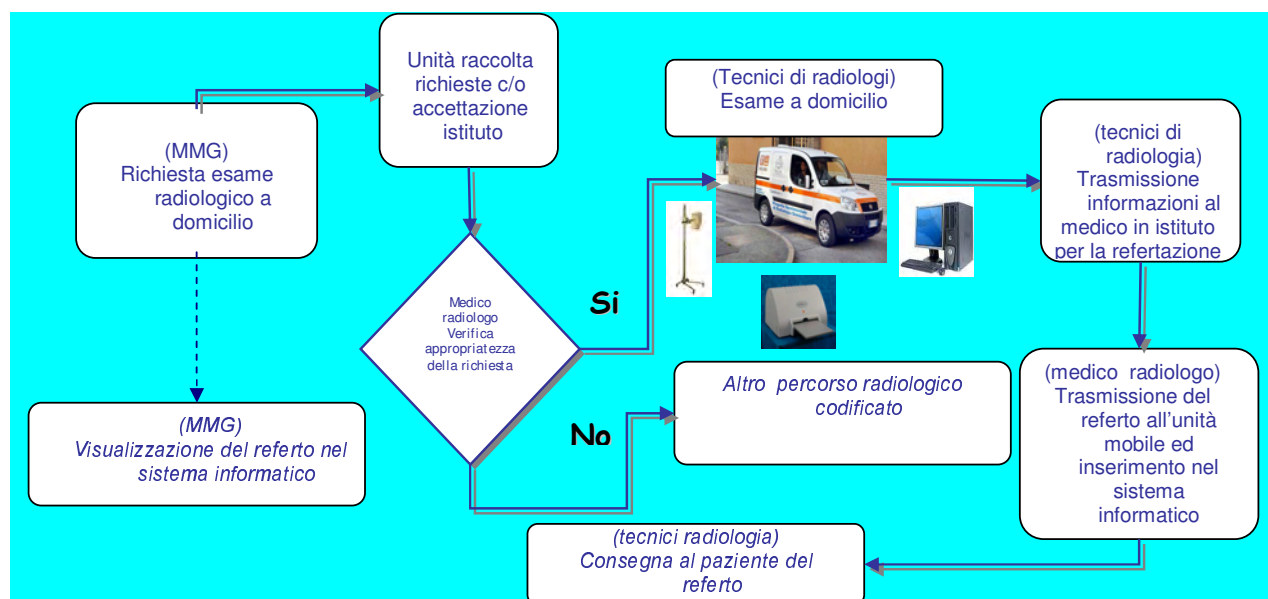 (MMG)
Richiesta esame
radiologico a
domicilio
Unità raccolta
richieste c/o
accettazione
istituto
Medico
radiologo
Verifica
appropriatezza
della richiesta
Si
(Tecnici di radiologi)
Esame a domicilio
(tecnici di
radiologia)
Trasmissione
informazioni al
medico in istituto
per la refertazione
(medico radiologo)
Trasmissione del
referto all'unità
mobile ed
inserimento nel
sistema
informatico
No
Altro percorso radiologico
codificato
(MMG)
Visualizzazione del referto nel
sistema informatico
(tecnici radiologia)
Consegna al paziente del
referto